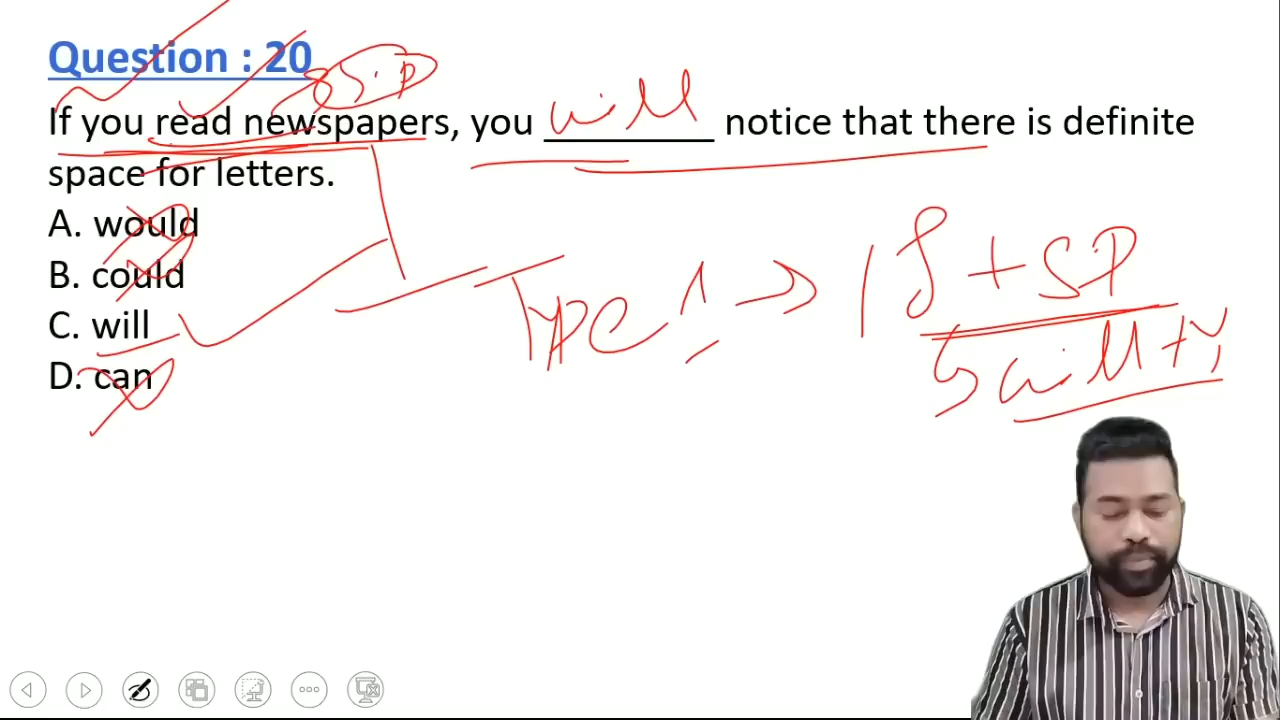 Question : 20
S.P
If you read newspapers, you will notice that there is definite
space for letters.
A. would
B. could
C. will
D. can
Type 1 → If + SP
will + V1